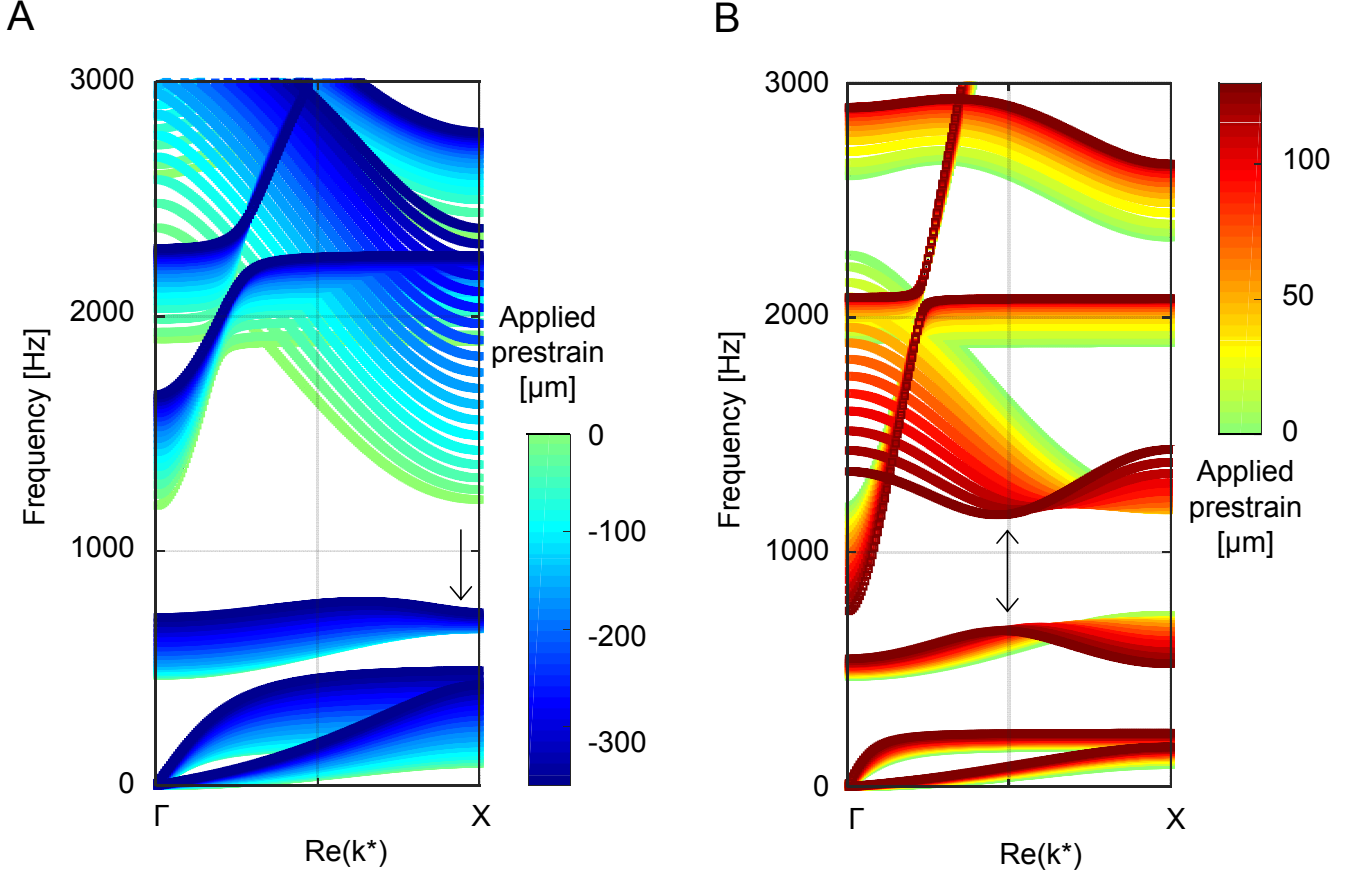 A
3000
2000
1000
0
Frequency [Hz]
Γ
X
Re(k*)
Applied
prestrain
[µm]
0
-100
-200
-300
B
3000
2000
1000
0
Frequency [Hz]
Γ
X
Re(k*)
100
50
0
Applied
prestrain
[µm]